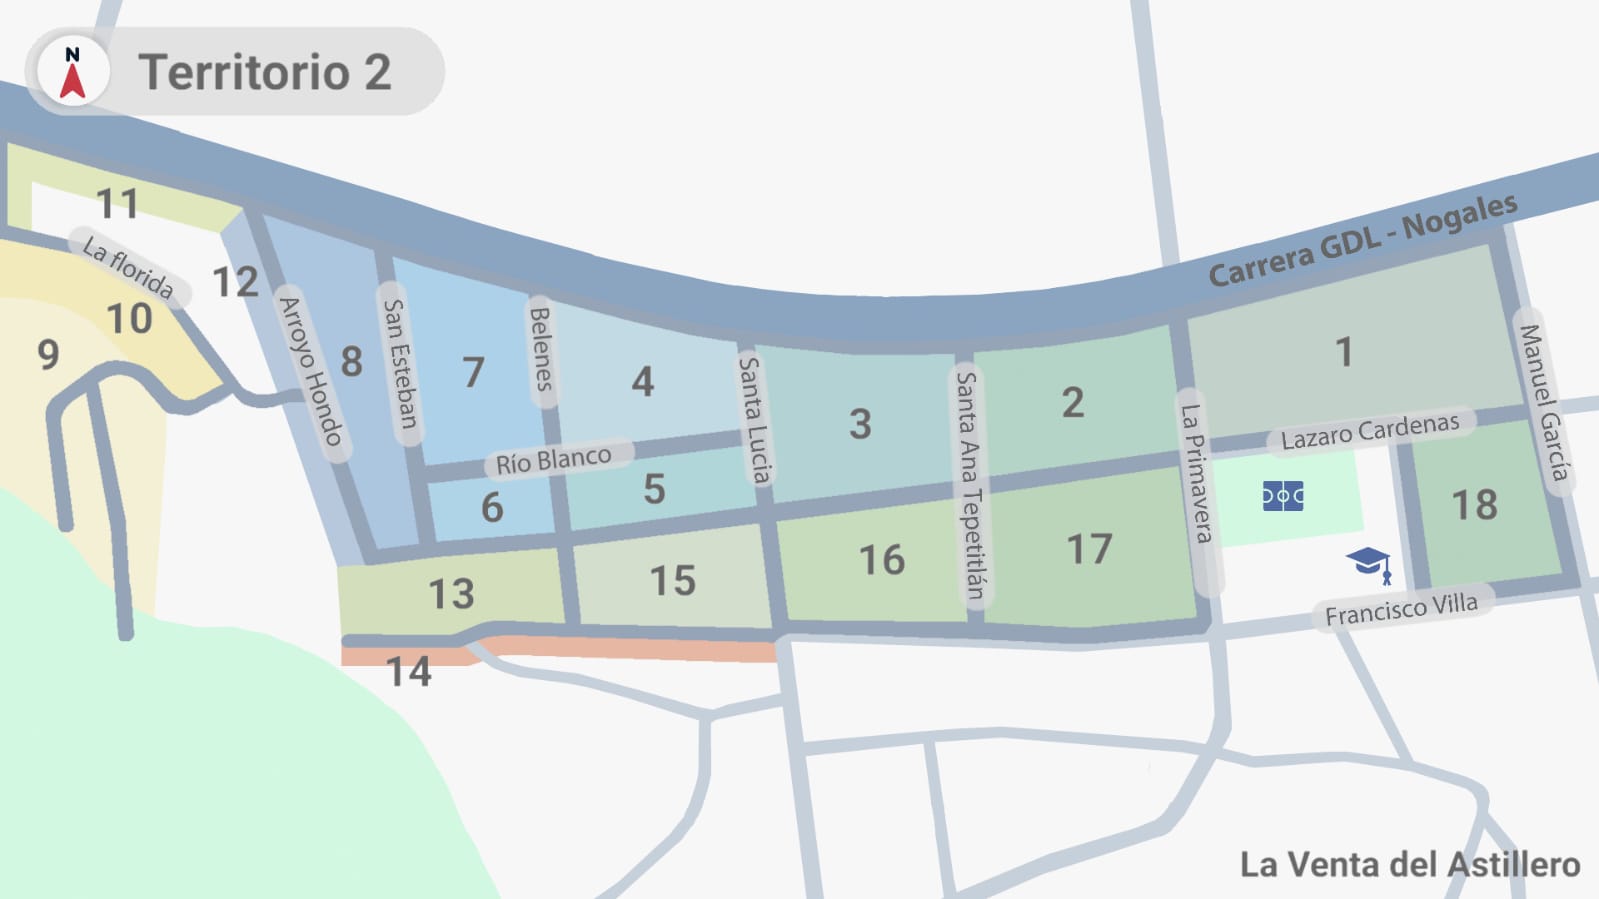 N
Territorio 2
Carrera GDL - Nogales
11
La florida
12
10
9
Arroyo Hondo
8
San Esteban
7
Belenes
4
Santa Lucia
3
Santa Ana Tepetitlán
2
La Primavera
1
Manuel García
Lazaro Cardenas
Río Blanco
6
5
18
13
15
16
17
Francisco Villa
14
La Venta del Astillero